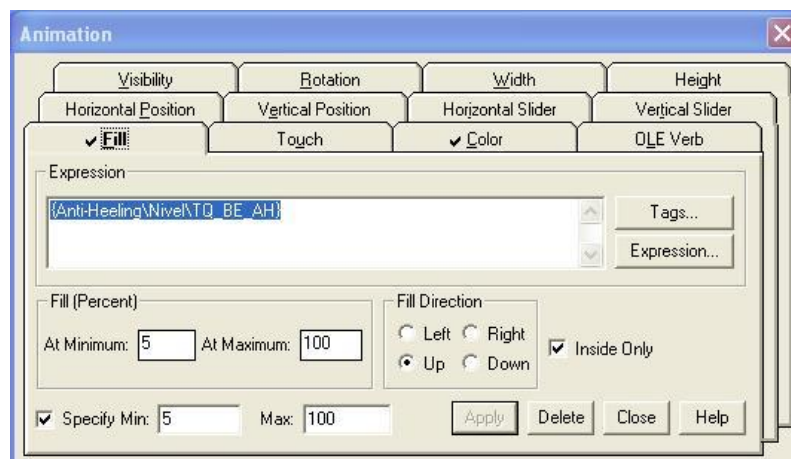 Animation
Visibility Rotation Width Height
Horizontal Position Vertical Position Horizontal Slider Vertical Slider
Fill Touch Color OLE Verb
Expression
{Anti-Heeling\Nivel\TQ_BE_AH}
Tags...
Expression...
Fill (Percent) Fill Direction
Left Right
At Minimum: 5 At Maximum: 100 Inside Only
Up Down
Specify Min: 5 Max: 100 Apply Delete Close Help